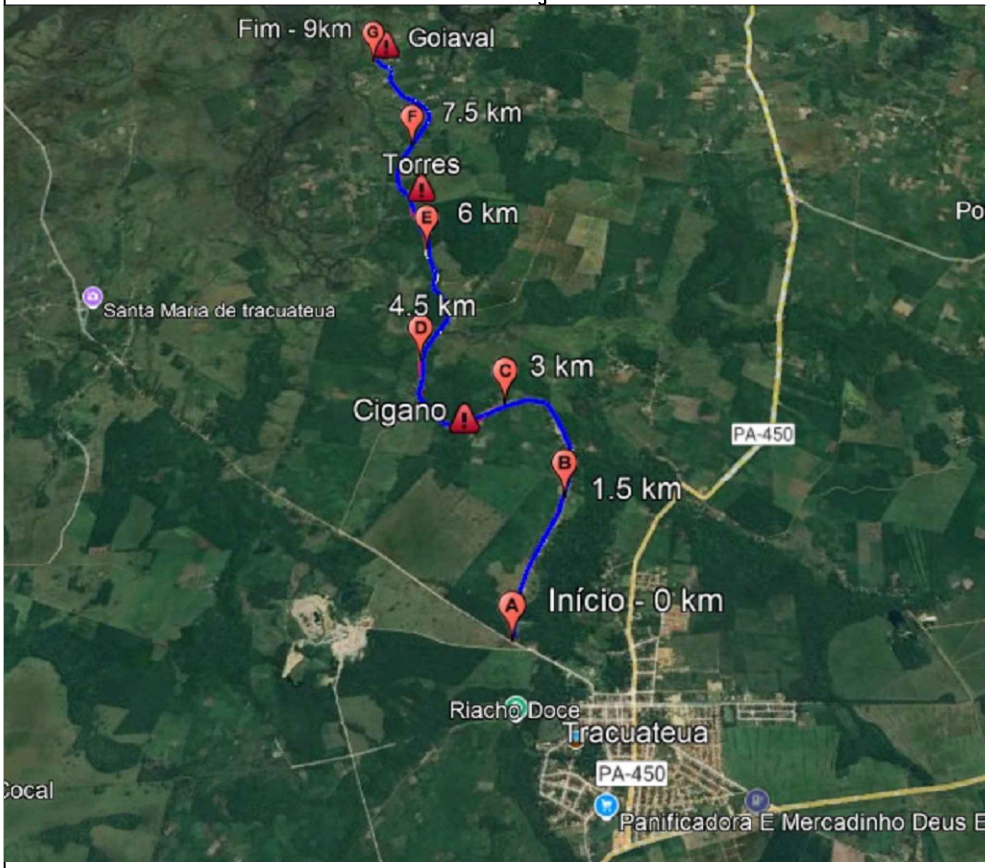 Fim - 9km
G
Goiaval
F
7.5 km
Torres
E
6 km
Po
Santa Maria de tracuateua
4.5 km
D
C
3 km
Cigano
PA-450
B
1.5 km
A
Início - 0 km
Riacho Doce
Tracuateua
PA-450
Cocal
Panificadora E Mercadinho Deus E